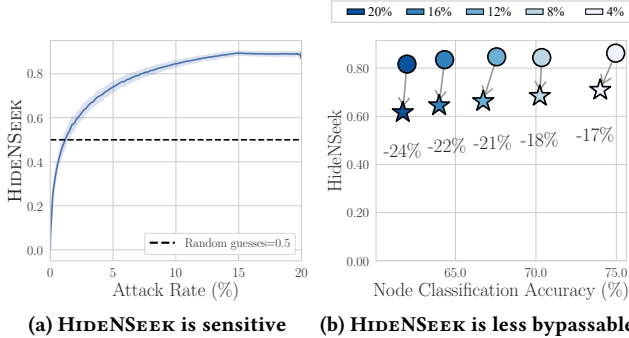 20% 16% 12% 8% 4%
HIDENSEEK
0.8
0.6
0.4
0.2
0.0
Random guesses=0.5
0 5 10 15 20
Attack Rate (%)
(a) HIDENSEEK is sensitive
HideNSeek
0.80
0.60
0.40
0.20
0.00
-24% -22% -21% -18% -17%
65.0 70.0 75.0
Node Classification Accuracy (%)
(b) HIDENSEEK is less bypassable